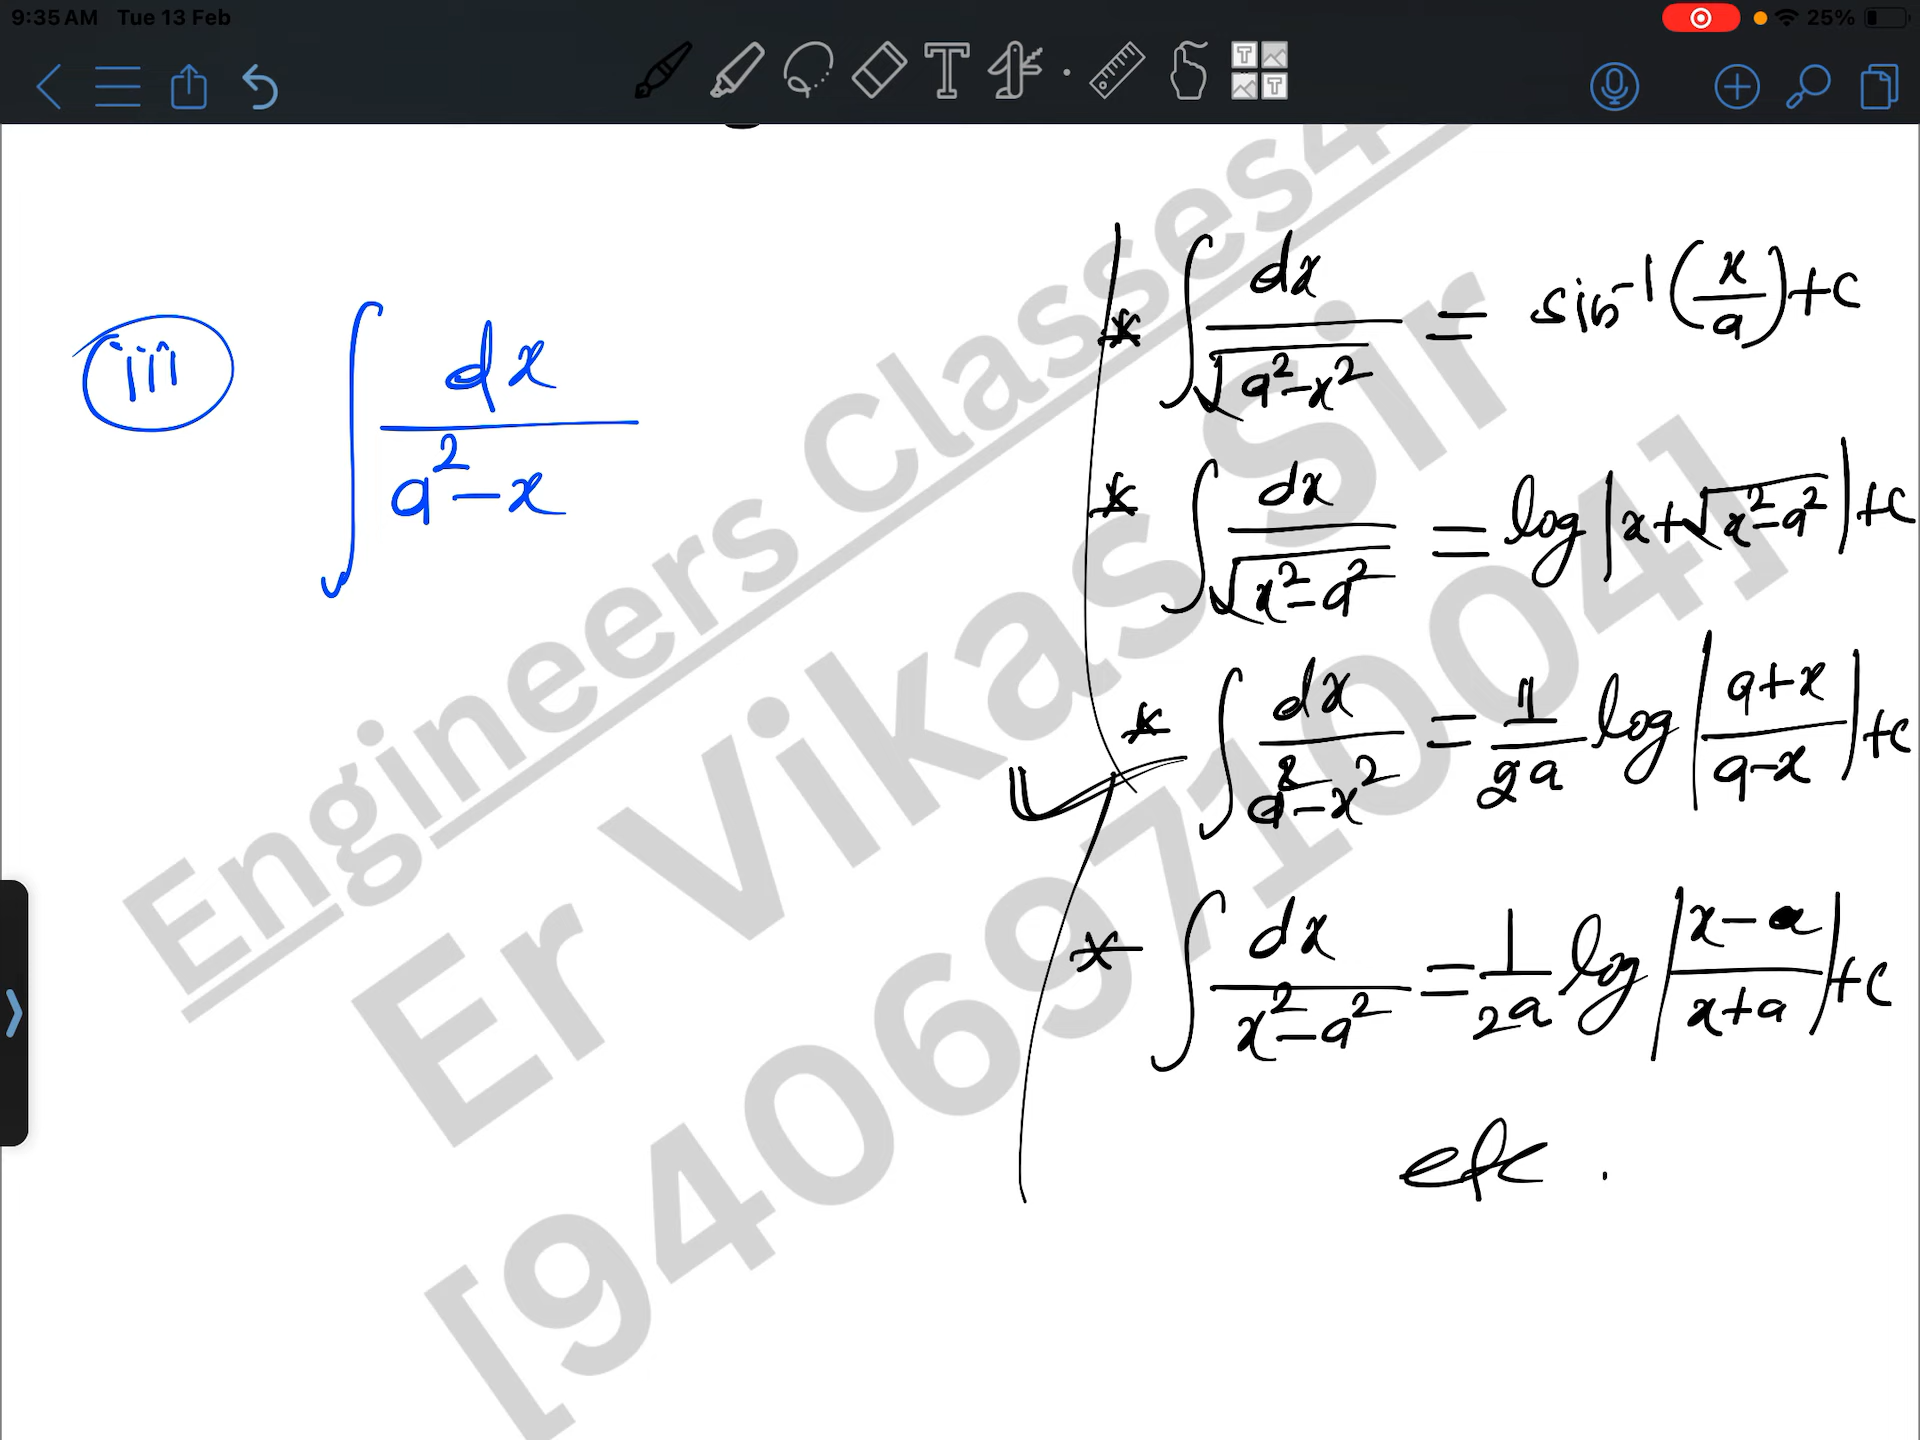 9:35 AM Tue 13 Feb
25%
(iii) ∫ dx / (a² - x)
* ∫ dx / √(a² - x²) = sin⁻¹(x/a) + c
* ∫ dx / √(x² - a²) = log |x + √(x² - a²)| + c
* ∫ dx / (a² - x²) = 1/2a log |(a + x)/(a - x)| + c
* ∫ dx / (x² - a²) = 1/2a log |(x - a)/(x + a)| + c
etc .
Engineers Classes4
Er Vikas Sir
[9406971004]